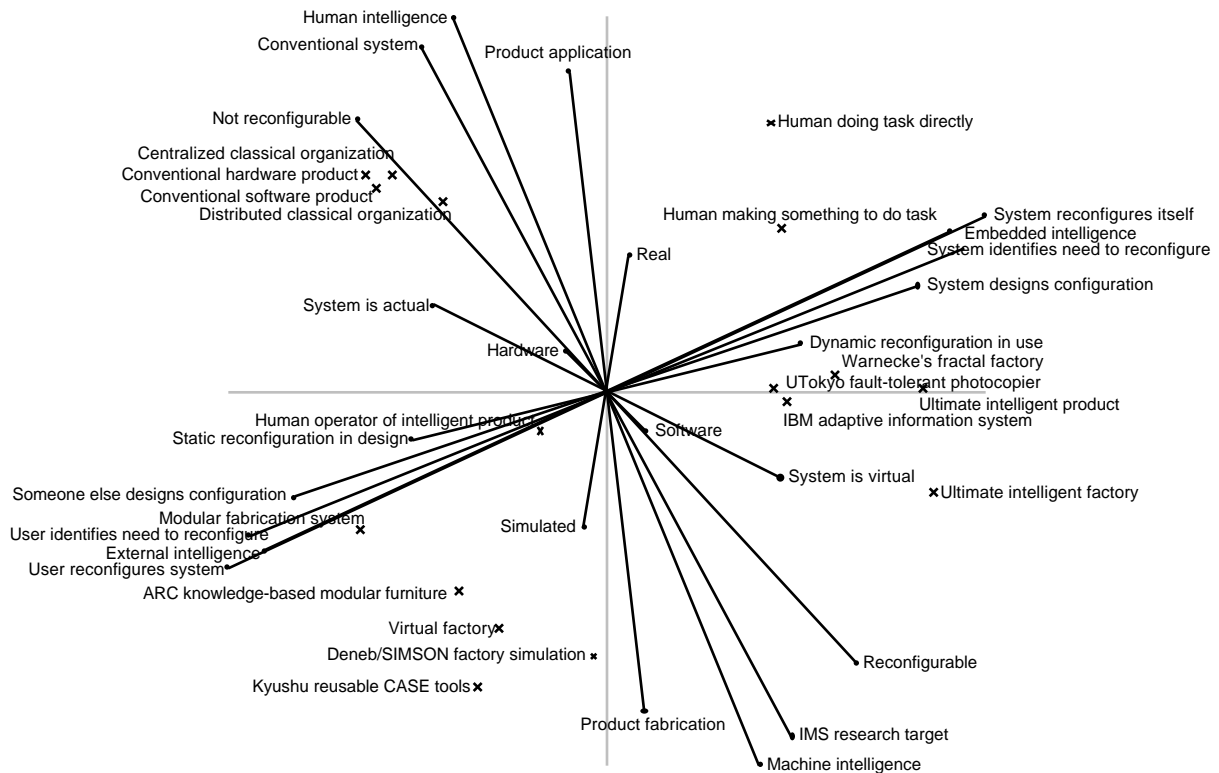 Human intelligence
Conventional system
Product application
Not reconfigurable
Human doing task directly
Centralized classical organization
Conventional hardware product
Conventional software product
Distributed classical organization
Human making something to do task
System reconfigures itself
Embedded intelligence
System identifies need to reconfigure
Real
System designs configuration
System is actual
Hardware
Dynamic reconfiguration in use
Warnecke's fractal factory
UTokyo fault-tolerant photocopier
Ultimate intelligent product
IBM adaptive information system
Human operator of intelligent product
Static reconfiguration in design
Software
System is virtual
Someone else designs configuration
Ultimate intelligent factory
Modular fabrication system
Simulated
User identifies need to reconfigure
External intelligence
User reconfigures system
ARC knowledge-based modular furniture
Virtual factory
Deneb/SIMSON factory simulation
Reconfigurable
Kyushu reusable CASE tools
Product fabrication
IMS research target
Machine intelligence